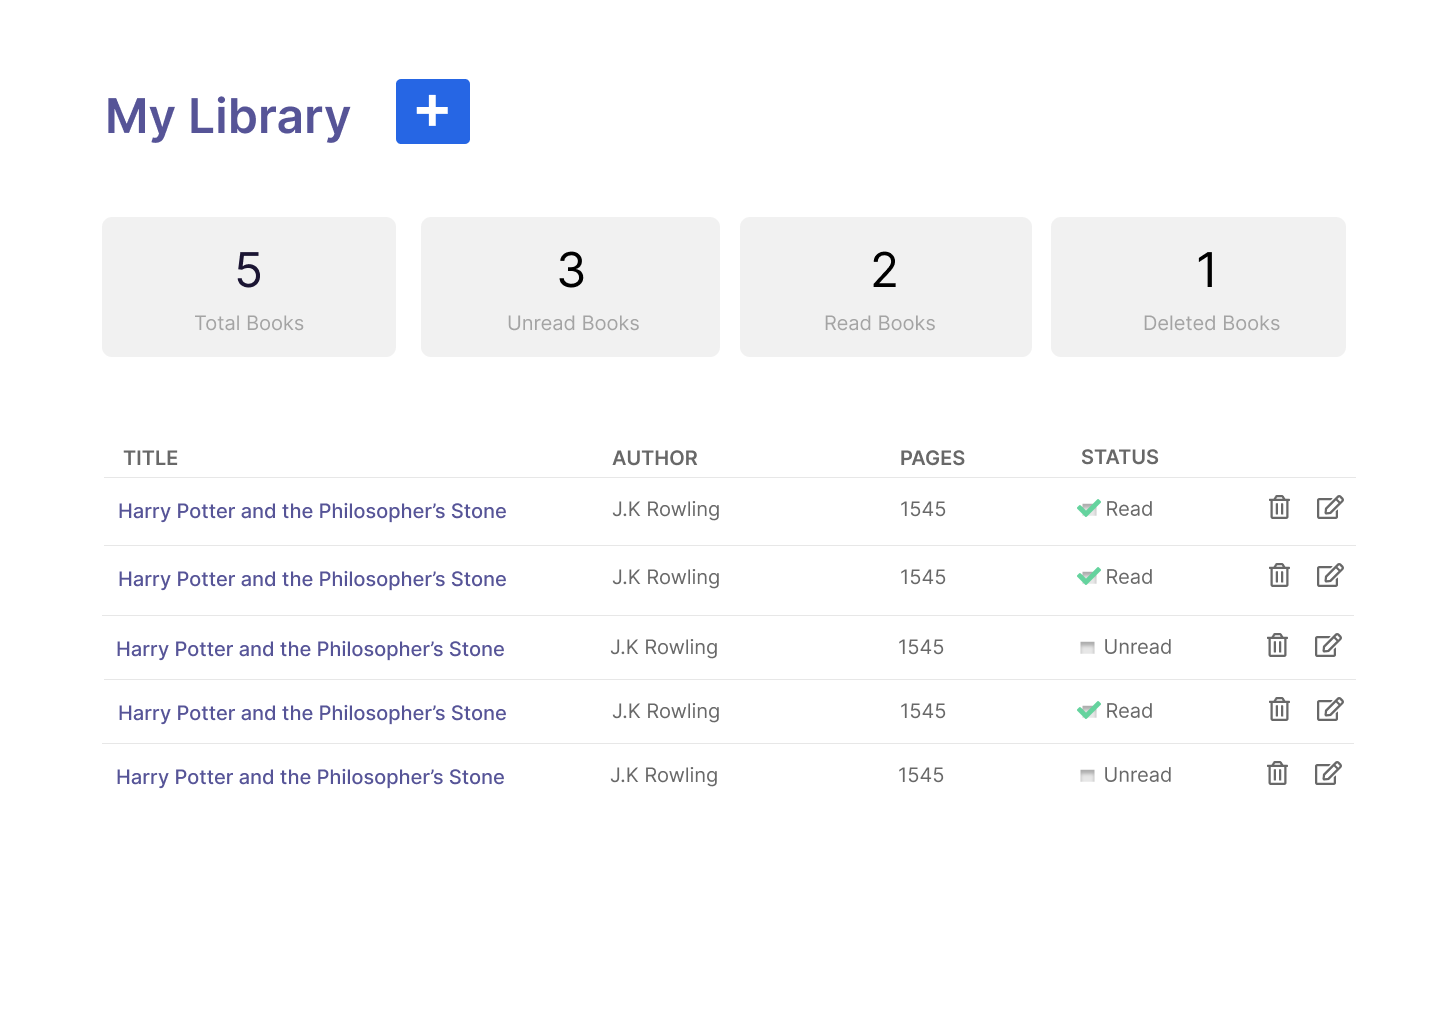 My Library +
5 3 2 1
Total Books Unread Books Read Books Deleted Books
TITLE AUTHOR PAGES STATUS
Harry Potter and the Philosopher’s Stone J.K Rowling 1545 Read
Harry Potter and the Philosopher’s Stone J.K Rowling 1545 Read
Harry Potter and the Philosopher’s Stone J.K Rowling 1545 Unread
Harry Potter and the Philosopher’s Stone J.K Rowling 1545 Read
Harry Potter and the Philosopher’s Stone J.K Rowling 1545 Unread